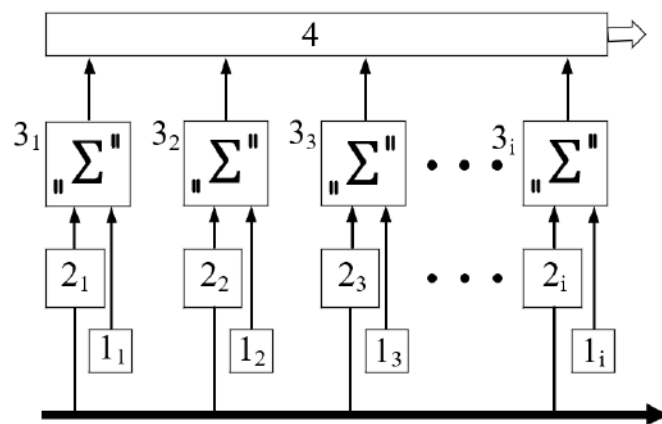 4
3₁ "Σ" 3₂ "Σ" 3₃ "Σ" • • • 3ᵢ "Σ"
2₁ 2₂ 2₃ • • • 2ᵢ
1₁ 1₂ 1₃ 1ᵢ